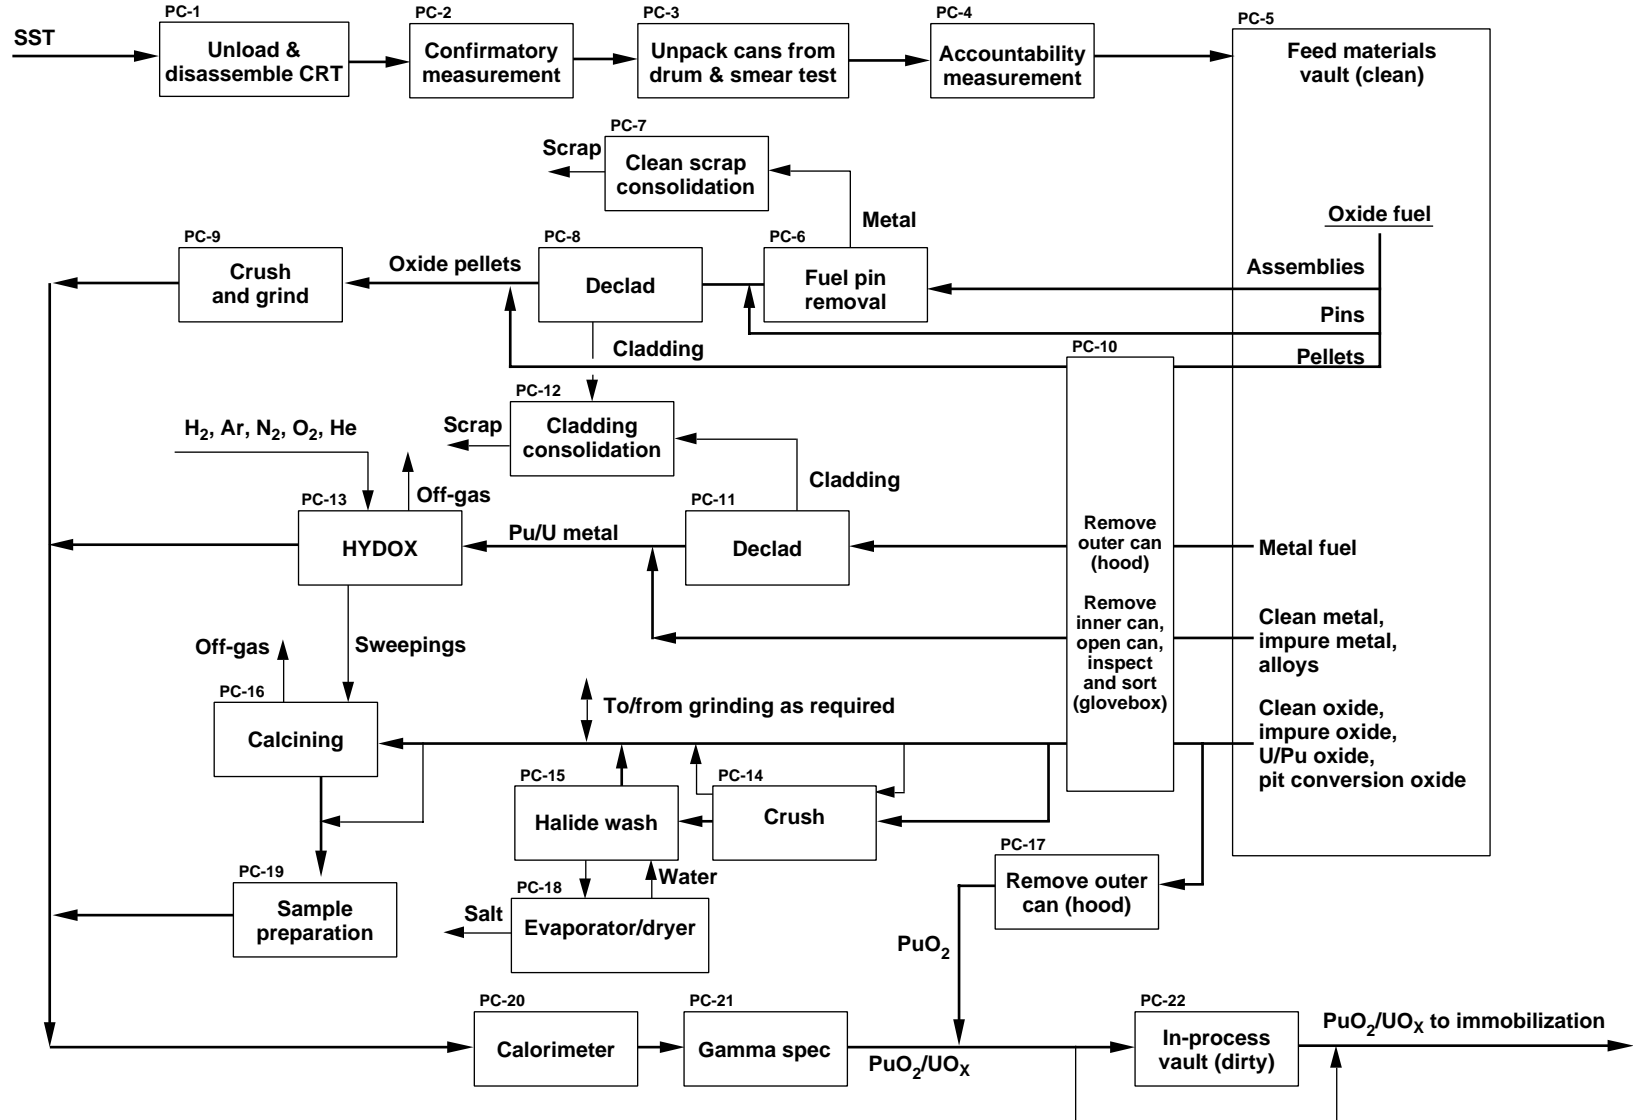 SST
PC-1
Unload &
disassemble CRT
PC-2
Confirmatory
measurement
PC-3
Unpack cans from
drum & smear test
PC-4
Accountability
measurement
PC-5
Feed materials
vault (clean)
PC-7
Scrap
Clean scrap
consolidation
Metal
Oxide fuel
PC-9
Crush
and grind
Oxide pellets
PC-8
Declad
PC-6
Fuel pin
removal
Assemblies
Pins
Pellets
Cladding
PC-10
PC-12
Scrap
Cladding
consolidation
H2, Ar, N2, O2, He
Off-gas
Cladding
PC-13
HYDOX
Pu/U metal
PC-11
Declad
Remove
outer can
(hood)
Metal fuel
Remove
inner can,
open can,
inspect
and sort
(glovebox)
Clean metal,
impure metal,
alloys
Sweepings
Off-gas
PC-16
Calcining
To/from grinding as required
Clean oxide,
impure oxide,
U/Pu oxide,
pit conversion oxide
PC-15
Halide wash
PC-14
Crush
PC-17
Remove outer
can (hood)
Water
PC-19
Sample
preparation
PC-18
Salt
Evaporator/dryer
PuO2
PC-20
Calorimeter
PC-21
Gamma spec
PuO2/UOX
PC-22
In-process
vault (dirty)
PuO2/UOX to immobilization